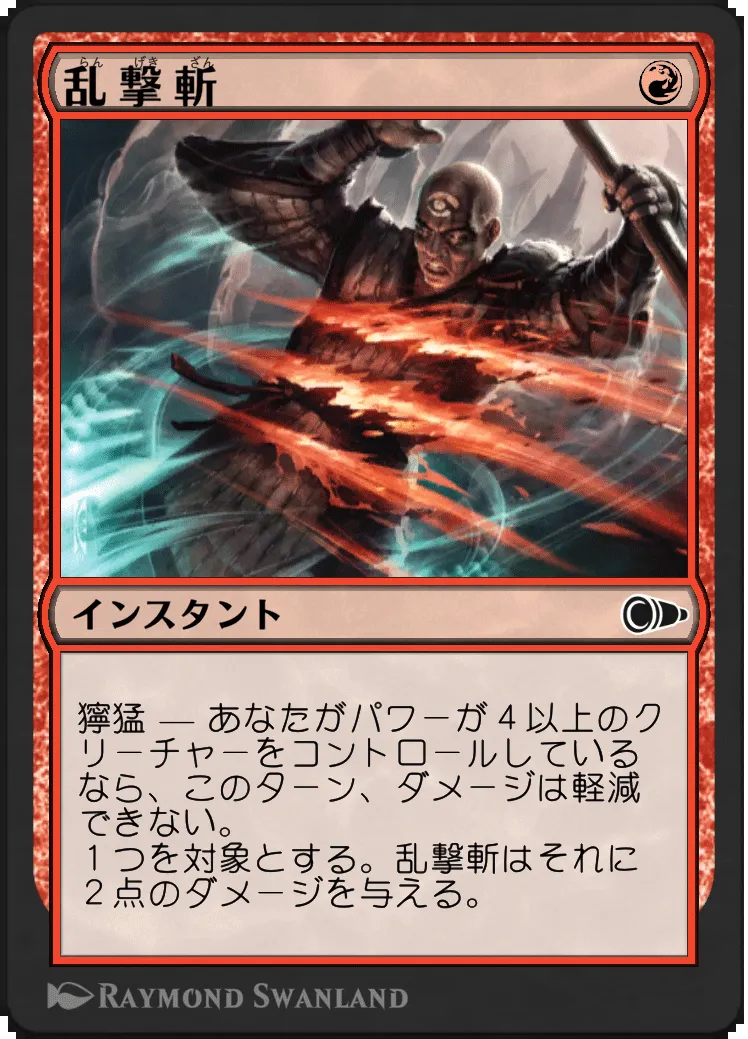 らん げき ざん
乱撃斬
インスタント
獰猛 ― あなたがパワーが4以上のク
リーチャーをコントロールしている
なら、このターン、ダメージは軽減
できない。
1つを対象とする。乱撃斬はそれに
2点のダメージを与える。
RAYMOND SWANLAND